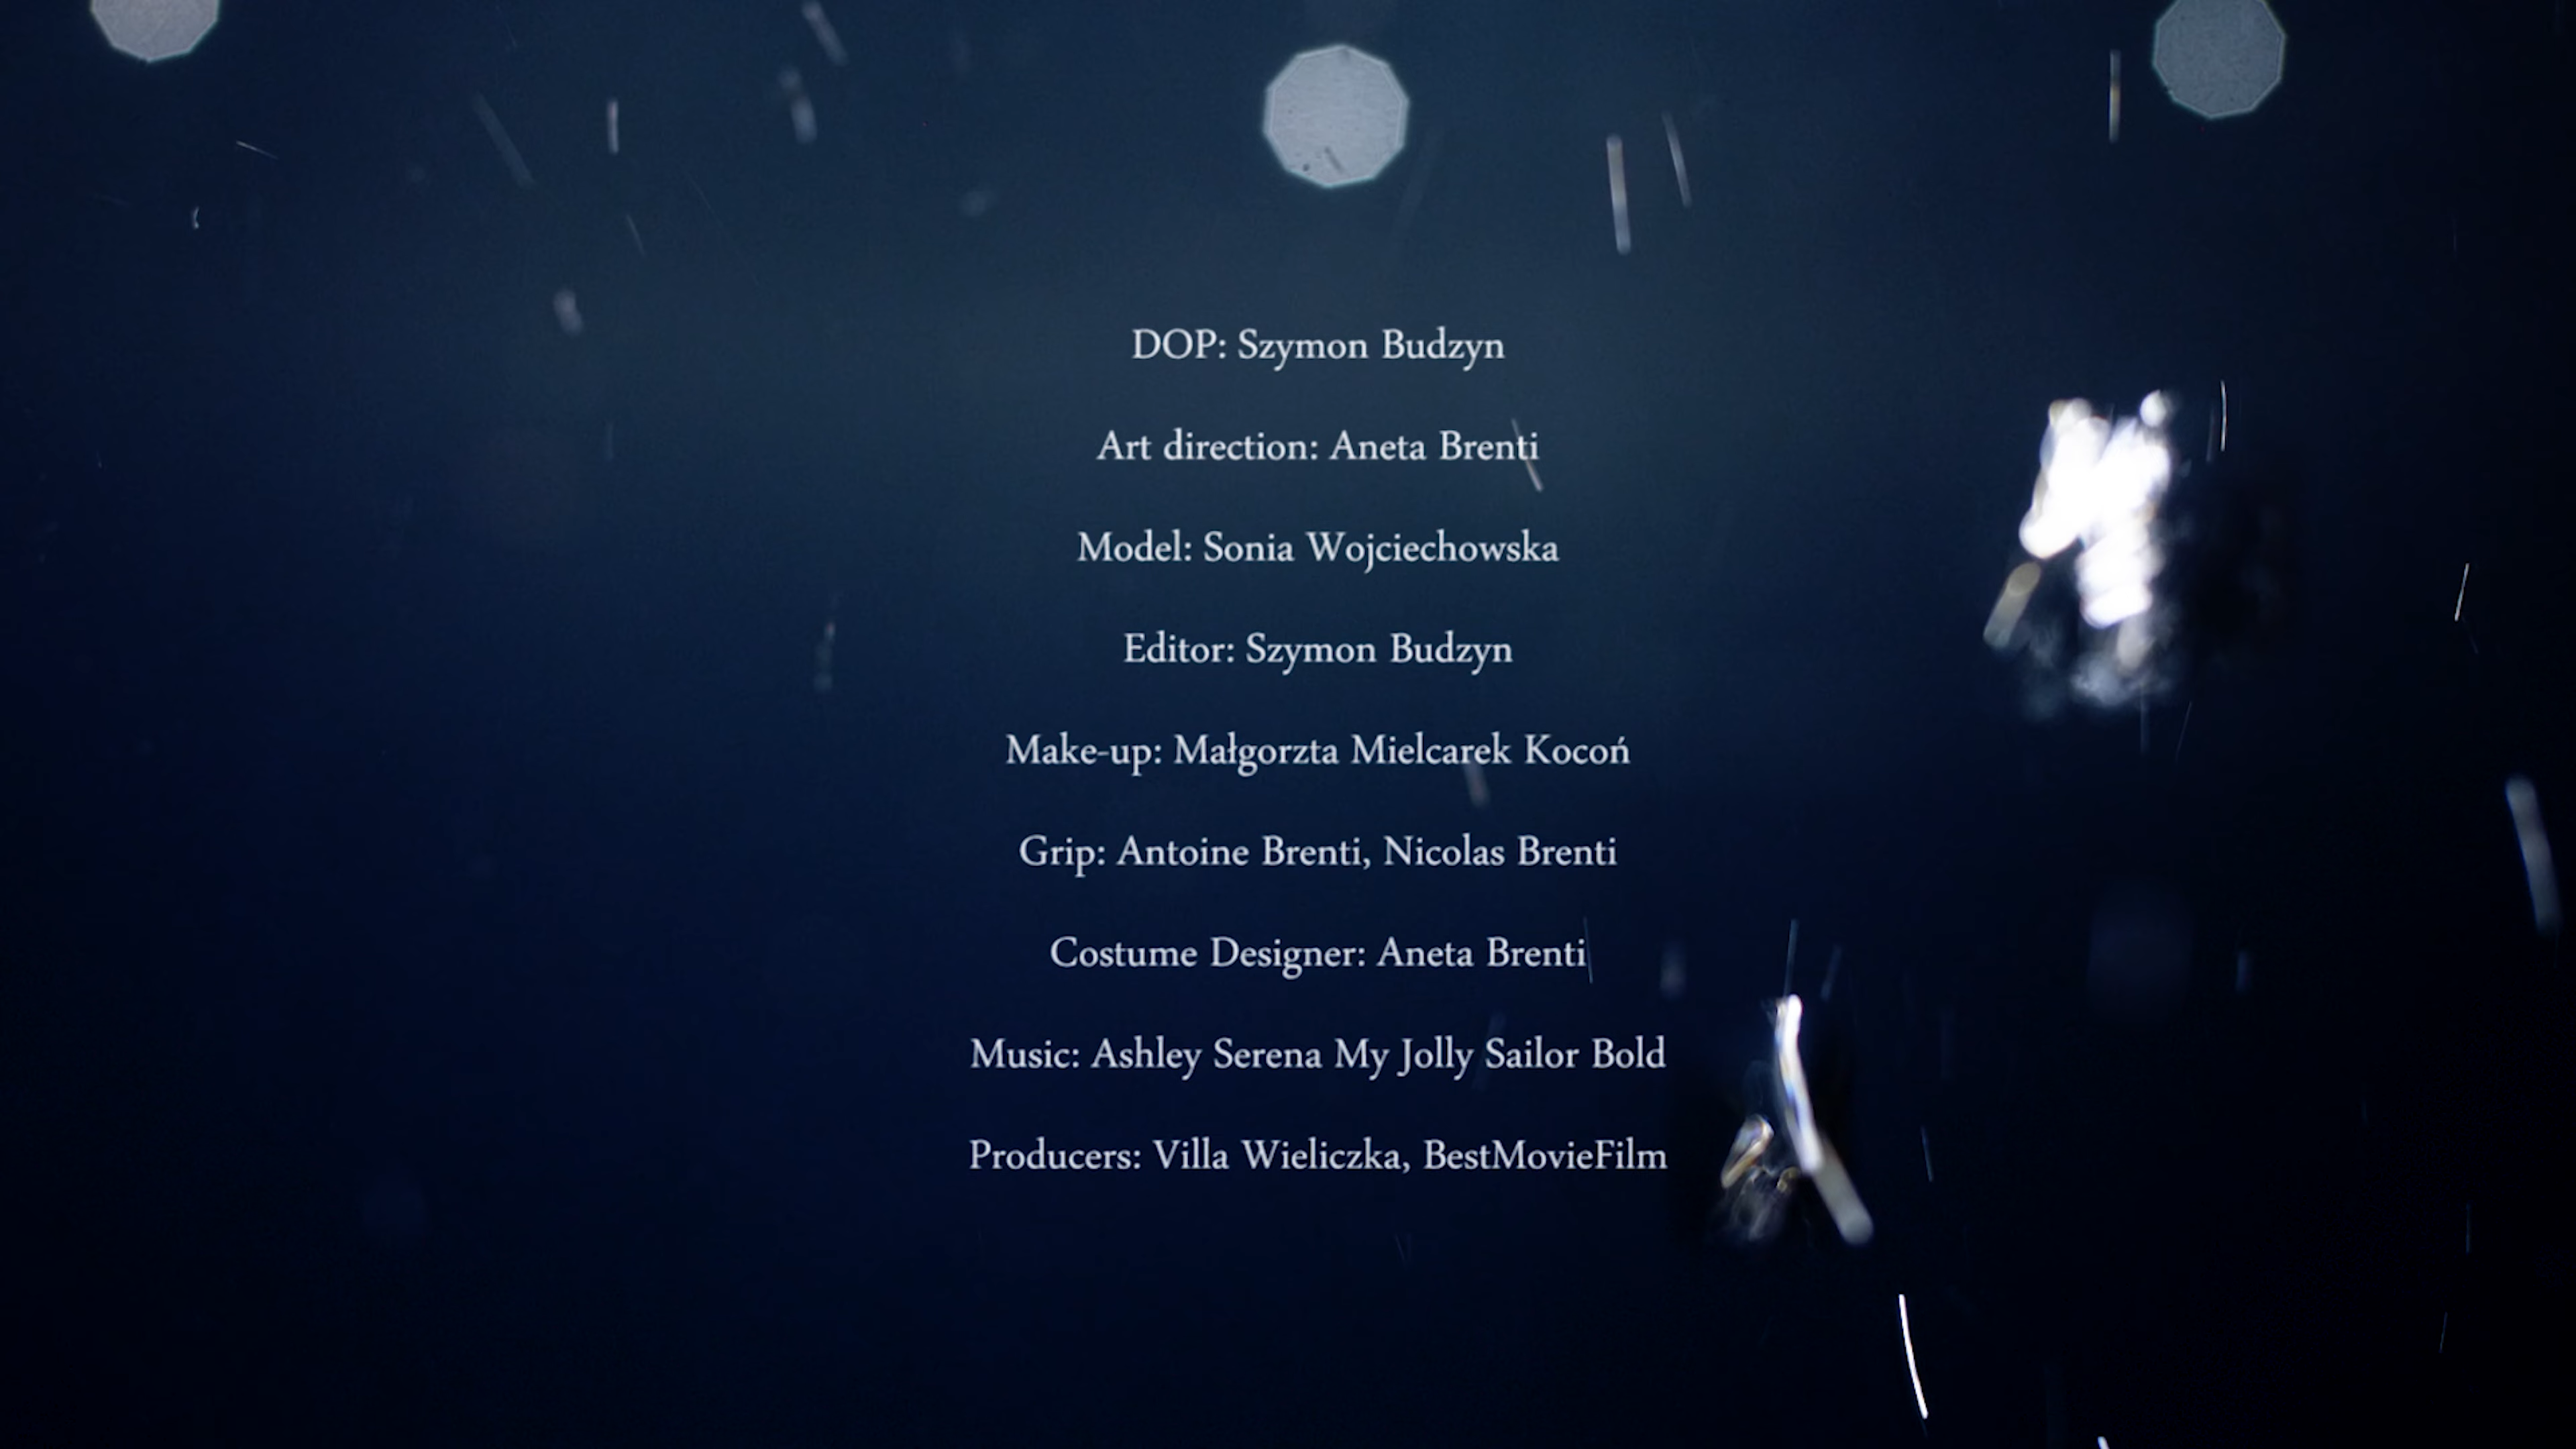 DOP: Szymon Budzyn
Art direction: Aneta Brenti
Model: Sonia Wojciechowska
Editor: Szymon Budzyn
Make-up: Małgorzta Mielcarek Kocoń
Grip: Antoine Brenti, Nicolas Brenti
Costume Designer: Aneta Brenti
Music: Ashley Serena My Jolly Sailor Bold
Producers: Villa Wieliczka, BestMovieFilm